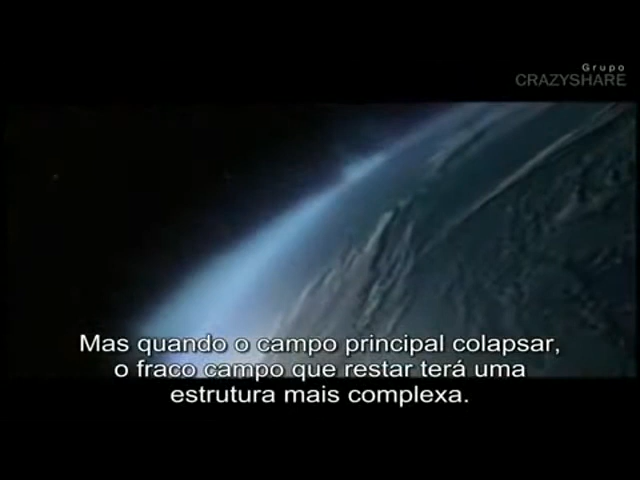 Grupo
CRAZYSHARE
Mas quando o campo principal colapsar,
o fraco campo que restar terá uma
estrutura mais complexa.